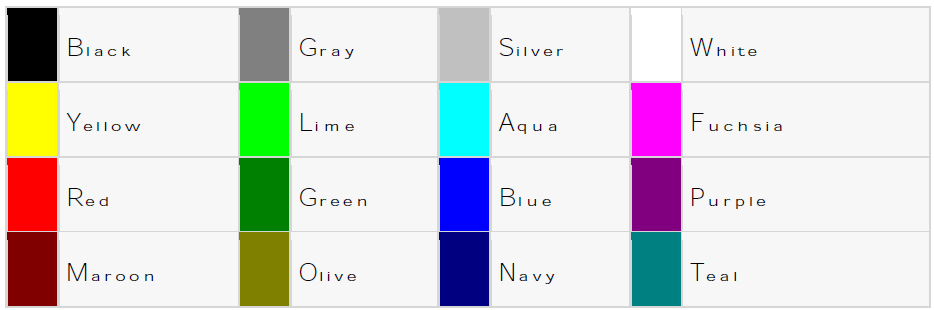 Black Gray Silver White
Yellow Lime Aqua Fuchsia
Red Green Blue Purple
Maroon Olive Navy Teal